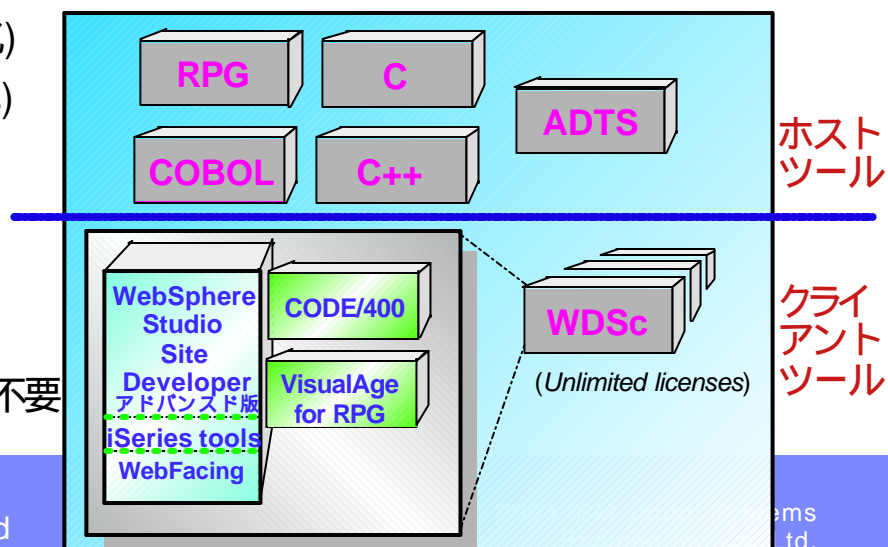 )
)
RPG
C
ADTS
COBOL
C++
ホスト
ツール
WebSphere
Studio
Site
Developer
アドバンスド版
iSeries tools
WebFacing
CODE/400
VisualAge
for RPG
WDSc
(Unlimited licenses)
クライ
アント
ツール
不要
d
ems
td.